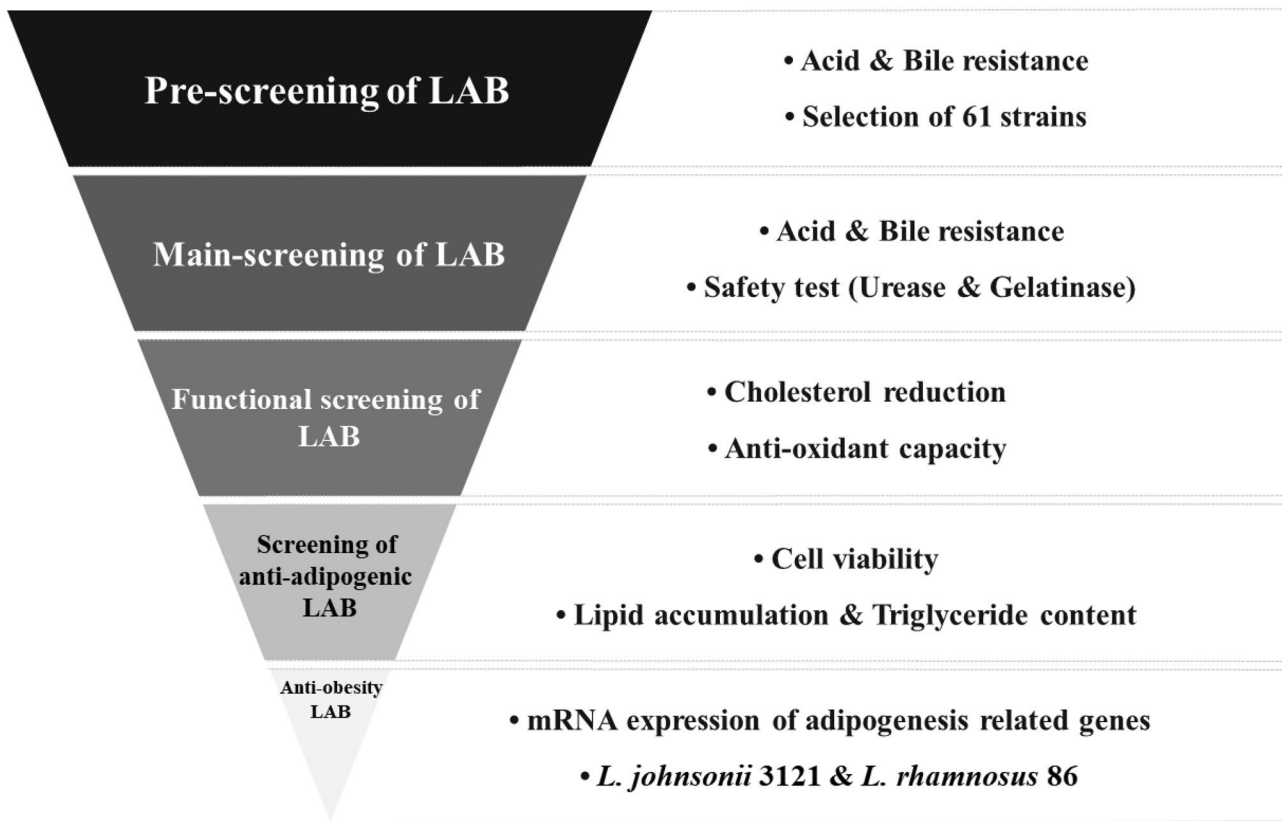 Pre-screening of LAB
• Acid & Bile resistance
• Selection of 61 strains
Main-screening of LAB
• Acid & Bile resistance
• Safety test (Urease & Gelatinase)
Functional screening of
LAB
• Cholesterol reduction
• Anti-oxidant capacity
Screening of
anti-adipogenic
LAB
• Cell viability
• Lipid accumulation & Triglyceride content
Anti-obesity
LAB
• mRNA expression of adipogenesis related genes
• L. johnsonii 3121 & L. rhamnosus 86